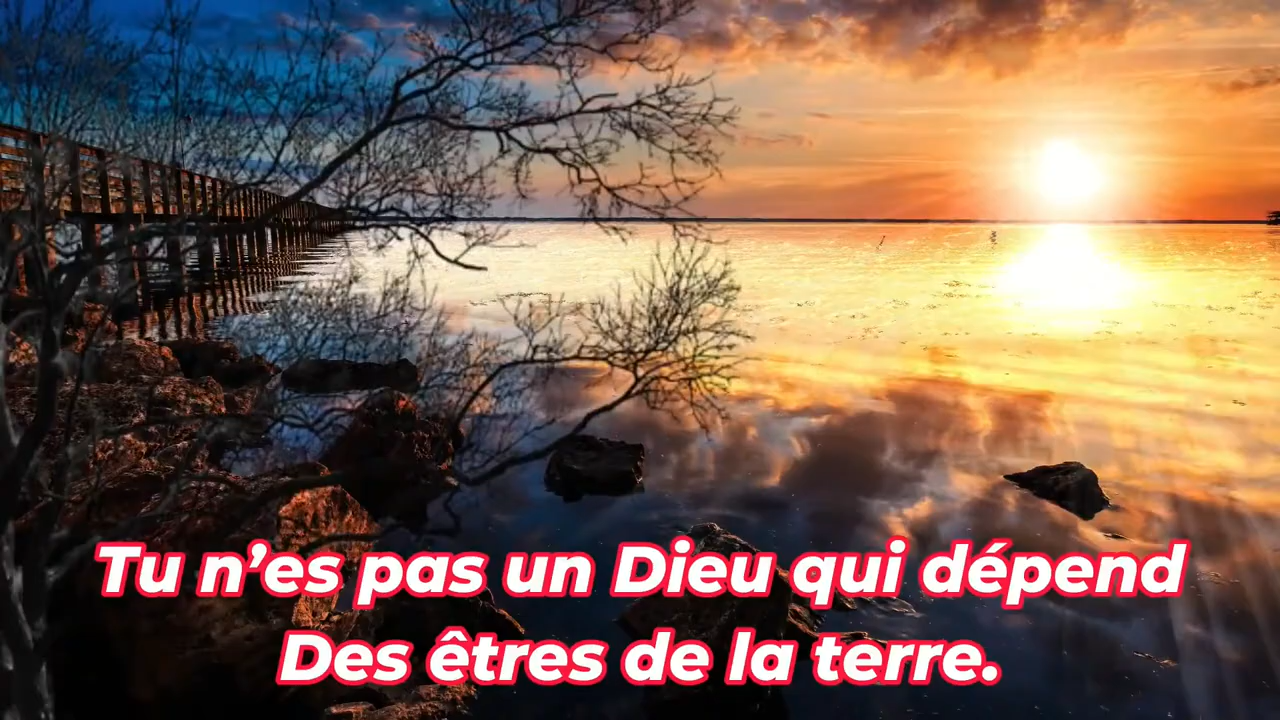 Tu n’es pas un Dieu qui dépend
Des êtres de la terre.